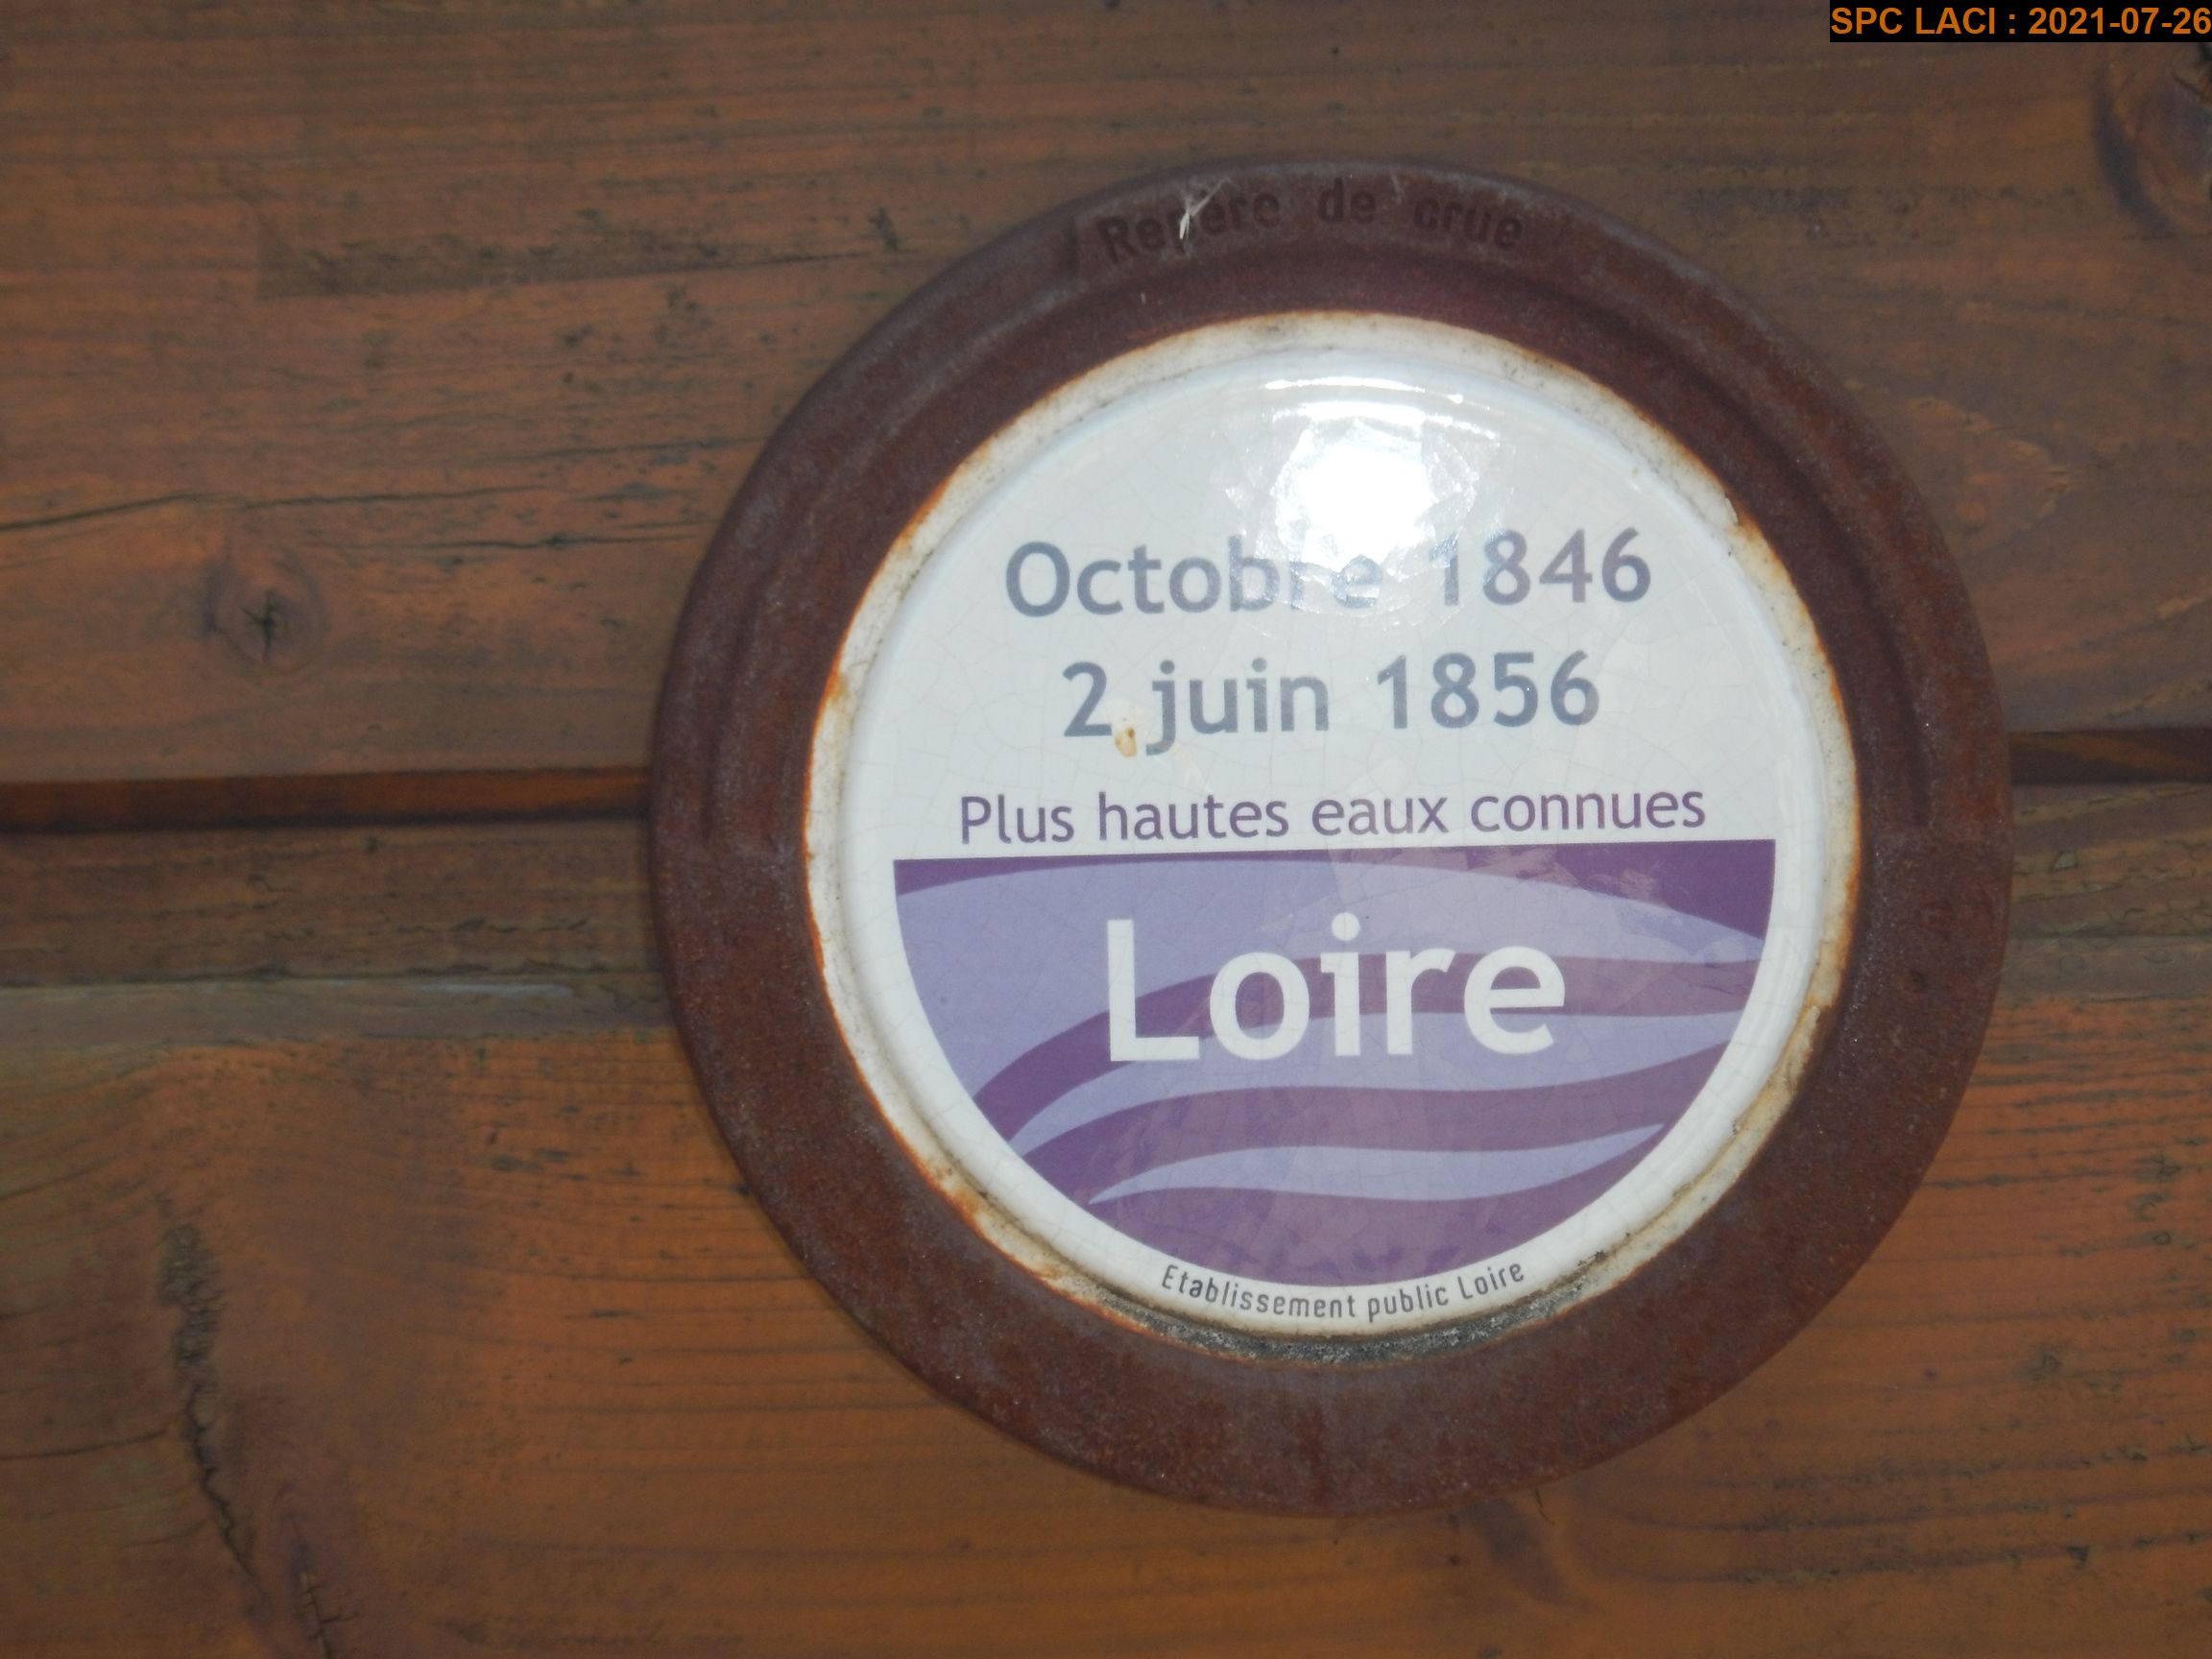 SPC LACI : 2021-07-26
Repère de crue
Octobre 1846
2 juin 1856
Plus hautes eaux connues
Loire
Etablissement public Loire